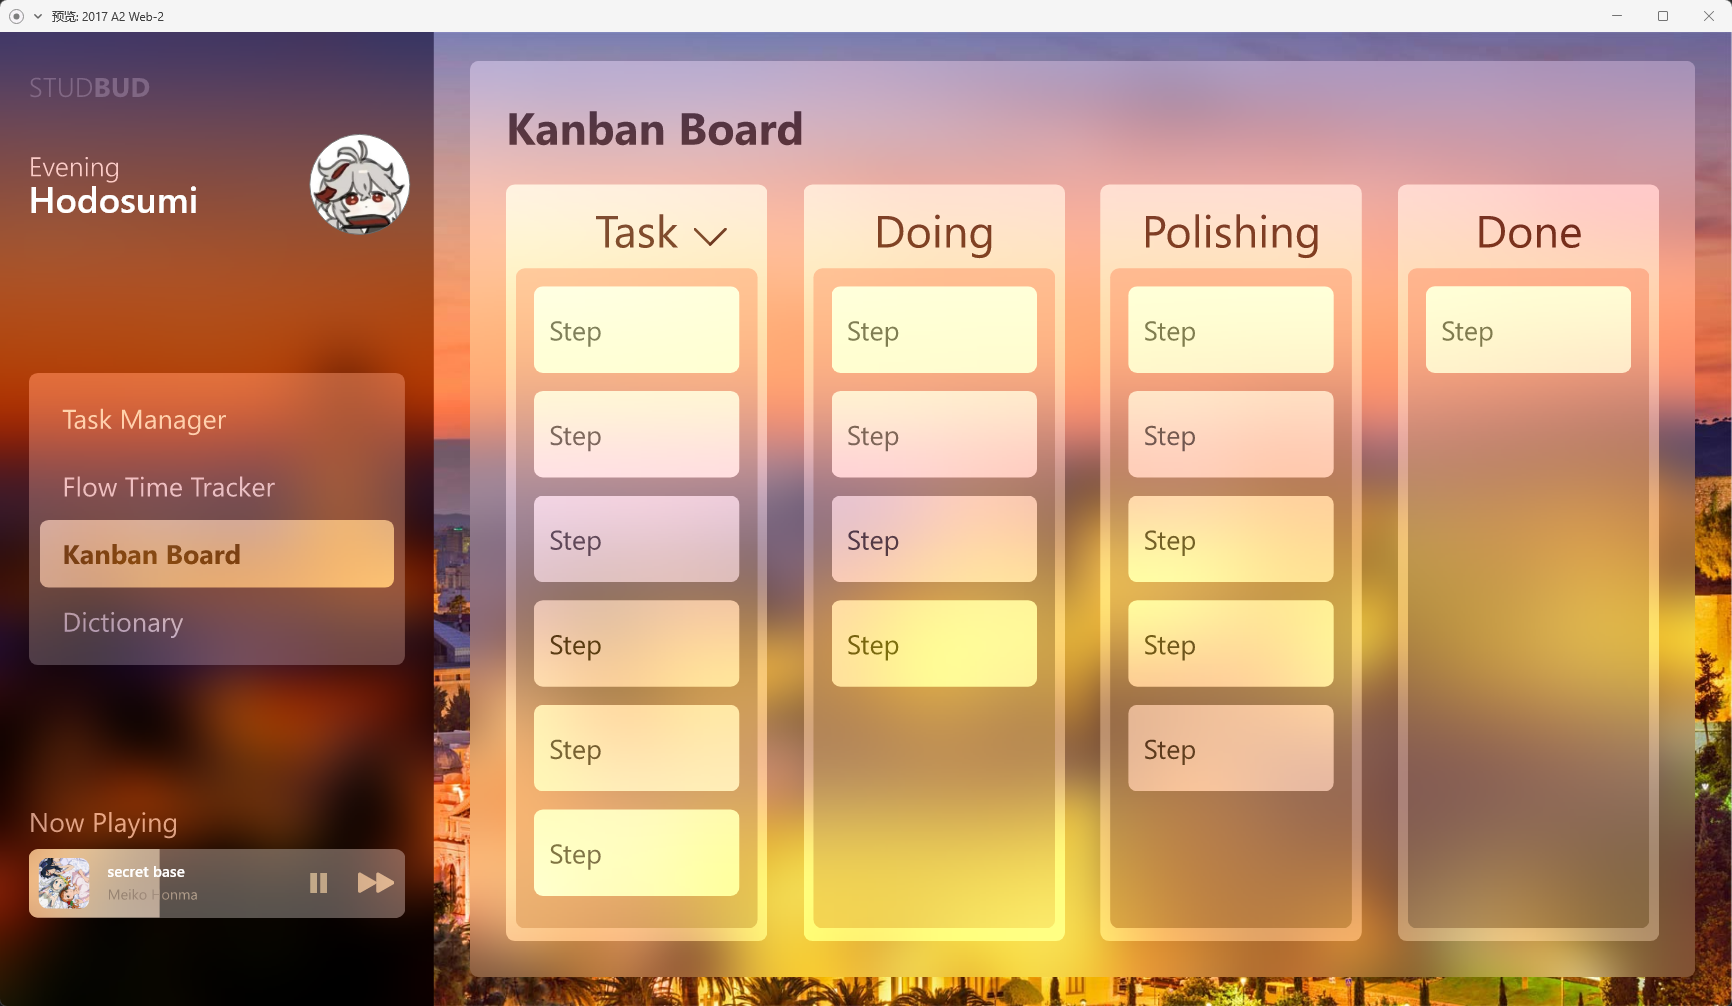 预览: 2017 A2 Web-2
STUDBUD
Evening
Hodosumi
Task Manager
Flow Time Tracker
Kanban Board
Dictionary
Now Playing
secret base
Meiko Honma
Kanban Board
Task
Step
Step
Step
Step
Step
Step
Doing
Step
Step
Step
Step
Polishing
Step
Step
Step
Step
Step
Done
Step